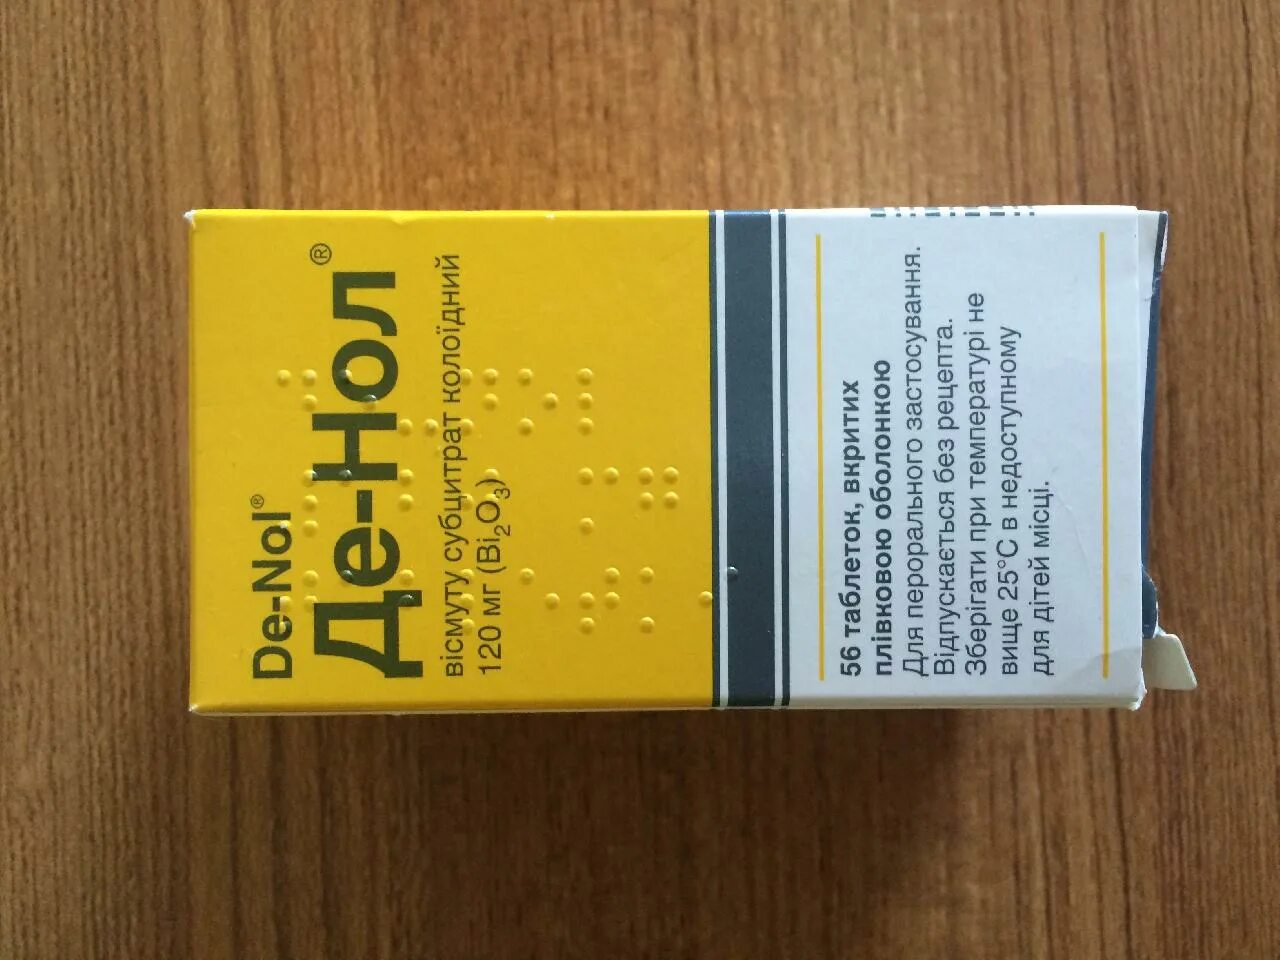 De-Nol®
Де-Нол®
вісмуту субцитрат колоїдний
120 мг (Bi₂O₃)
56 таблеток, вкритих
плівковою оболонкою
Для перорального застосування.
Відпускається без рецепта.
Зберігати при температурі не
вище 25°С в недоступному
для дітей місці.